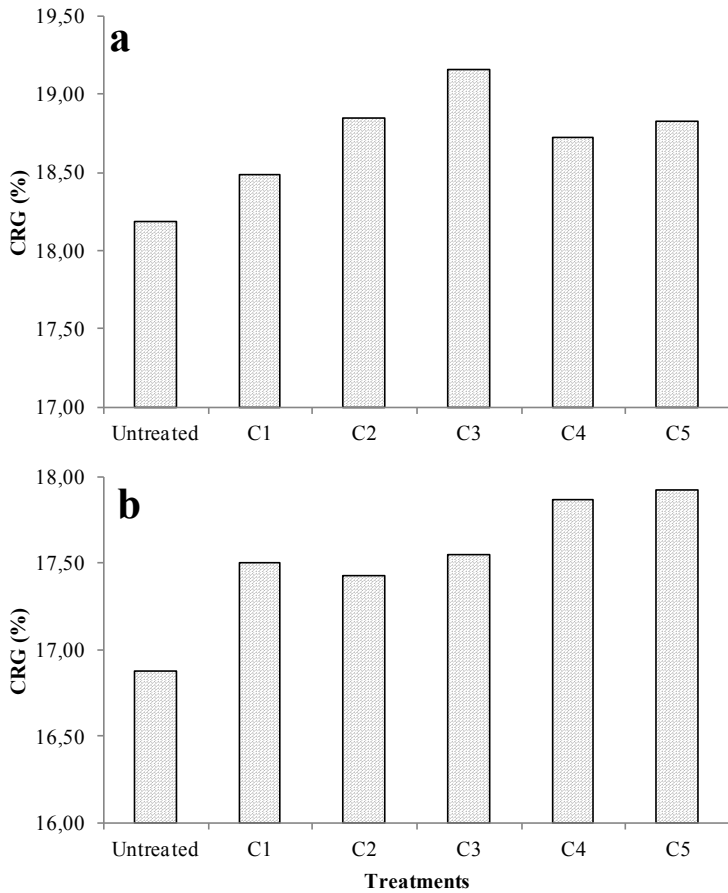 a
19,50
19,00
18,50
18,00
17,50
17,00
CRG (%)
Untreated C1 C2 C3 C4 C5
b
18,00
17,50
17,00
16,50
16,00
CRG (%)
Untreated C1 C2 C3 C4 C5
Treatments